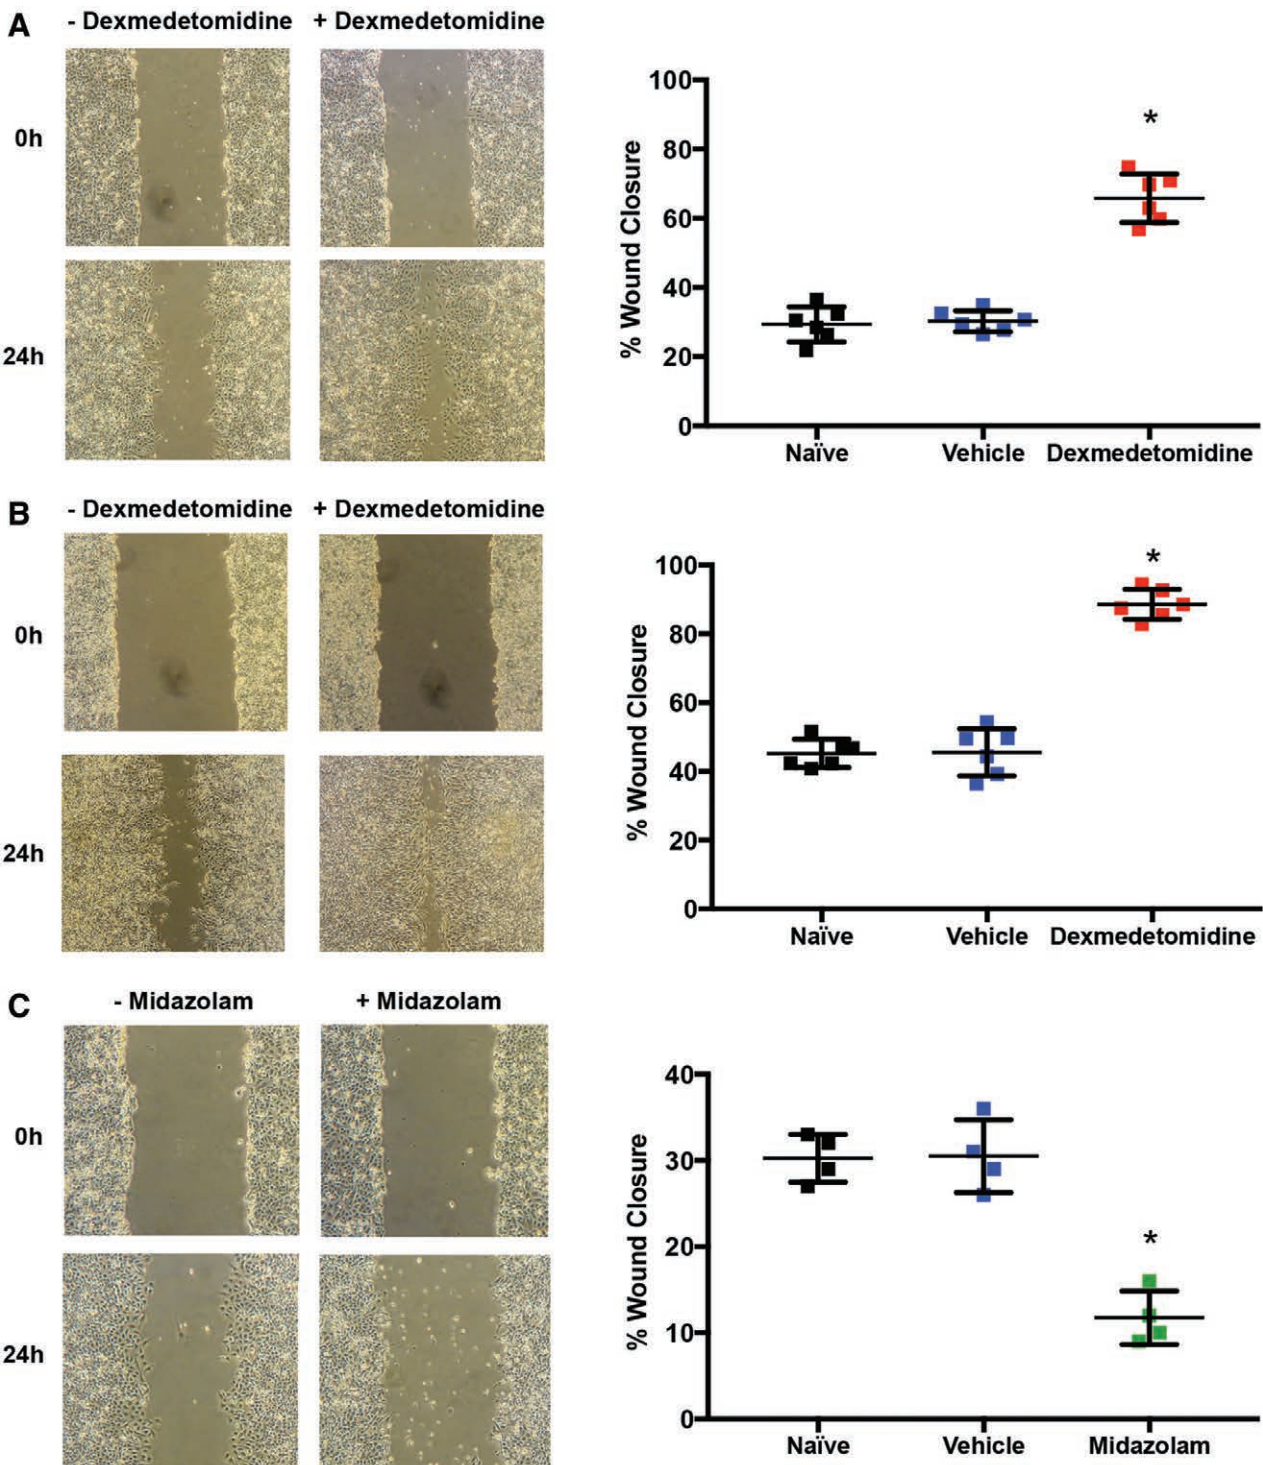 A
- Dexmedetomidine + Dexmedetomidine
0h
24h
% Wound Closure
100
80
60
40
20
0
*
Naïve Vehicle Dexmedetomidine
B
- Dexmedetomidine + Dexmedetomidine
0h
24h
% Wound Closure
100
80
60
40
20
0
*
Naïve Vehicle Dexmedetomidine
C
- Midazolam + Midazolam
0h
24h
% Wound Closure
40
30
20
10
0
*
Naïve Vehicle Midazolam